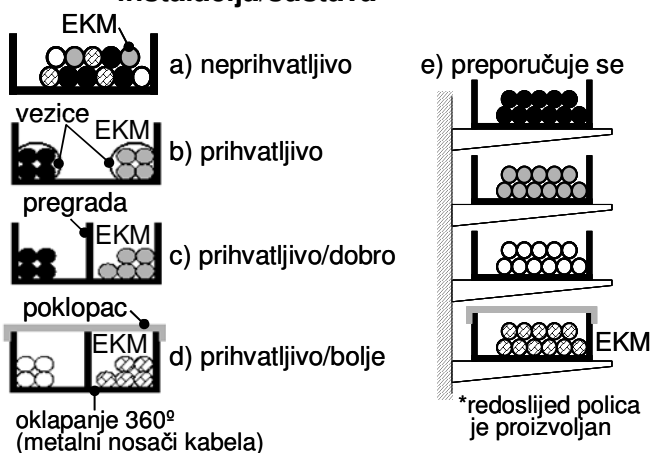 EKM
a) neprihvatljivo
vezice
EKM
b) prihvatljivo
pregrada
EKM
c) prihvatljivo/dobro
poklopac
EKM
d) prihvatljivo/bolje
oklapanje 360º
(metalni nosači kabela)
e) preporučuje se
EKM
*redoslijed polica
je proizvoljan